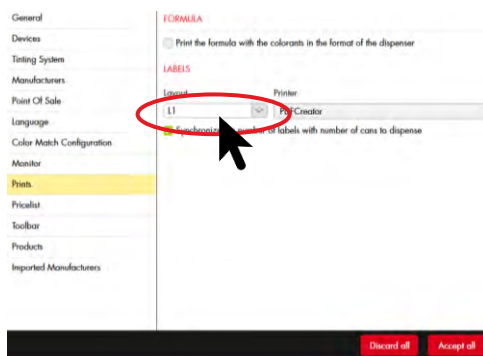 General
Devices
Tinting System
Manufacturers
Point Of Sale
Language
Color Match Configuration
Monitor
Prints
Pricelist
Toolbar
Products
Imported Manufacturers
FORMULA
Print the formula with the colorants in the format of the dispenser
LABELS
Layout Printer
L1 PDFCreator
Synchronize number of labels with number of cans to dispense
Discard all Accept all